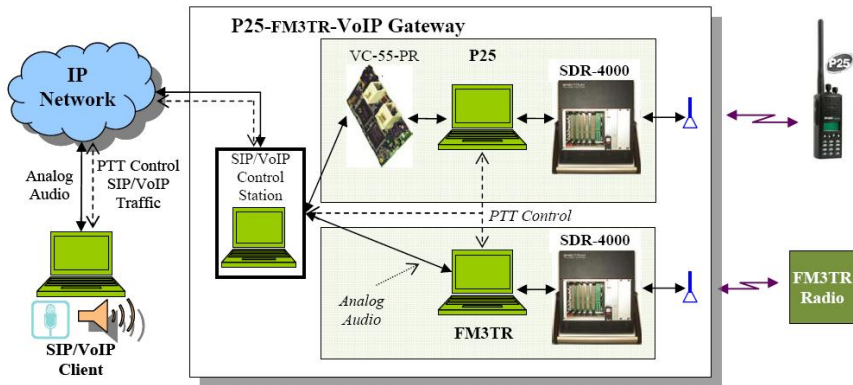 P25-FM3TR-VoIP Gateway
VC-55-PR
P25
SDR-4000
P25
IP
Network
Analog
Audio
PTT Control
SIP/VoIP
Traffic
SIP/VoIP
Control
Station
PTT Control
SDR-4000
Analog
Audio
FM3TR
FM3TR
Radio
SIP/VoIP
Client